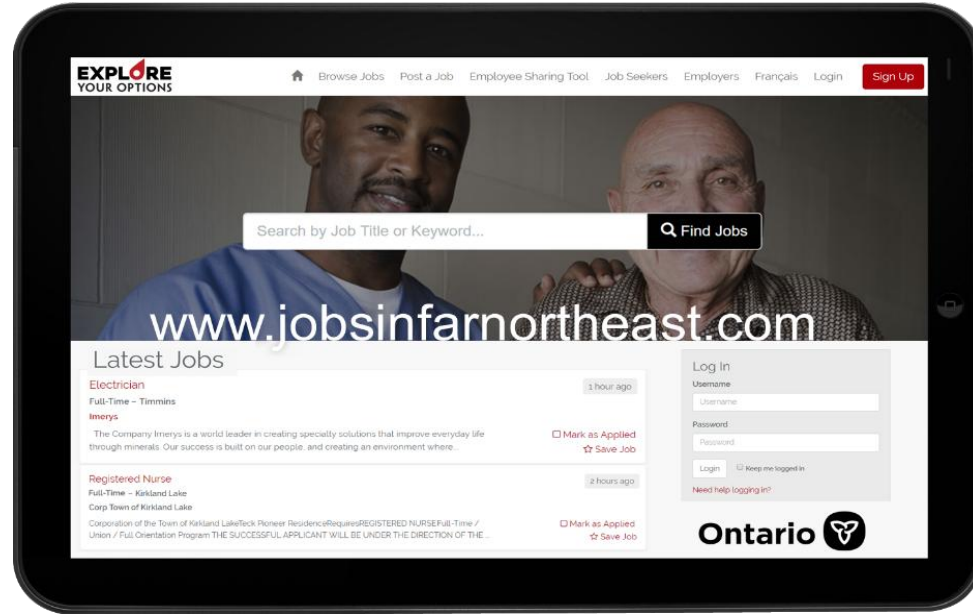 EXPLORE
YOUR OPTIONS
Browse Jobs Post a Job Employee Sharing Tool Job Seekers Employers Français Login Sign Up
Search by Job Title or Keyword... Find Jobs
www.jobsinfarnortheast.com
Latest Jobs
Electrician
1 hour ago
Full-Time – Timmins
Imerys
The Company Imerys is a world leader in creating specialty solutions that improve everyday life
through minerals. Our success is built on our people, and creating an environment where...
Mark as Applied
Save Job
Registered Nurse
2 hours ago
Full-Time – Kirkland Lake
Corp Town of Kirkland Lake
Corporation of the Town of Kirkland LakeTeck Pioneer ResidenceRequiresREGISTERED NURSEFull-Time /
Union / Full Orientation Program THE SUCCESSFUL APPLICANT WILL BE UNDER THE DIRECTION OF THE...
Mark as Applied
Save Job
Log In
Username
Username
Password
Password
Login Keep me logged in
Need help logging in?
Ontario